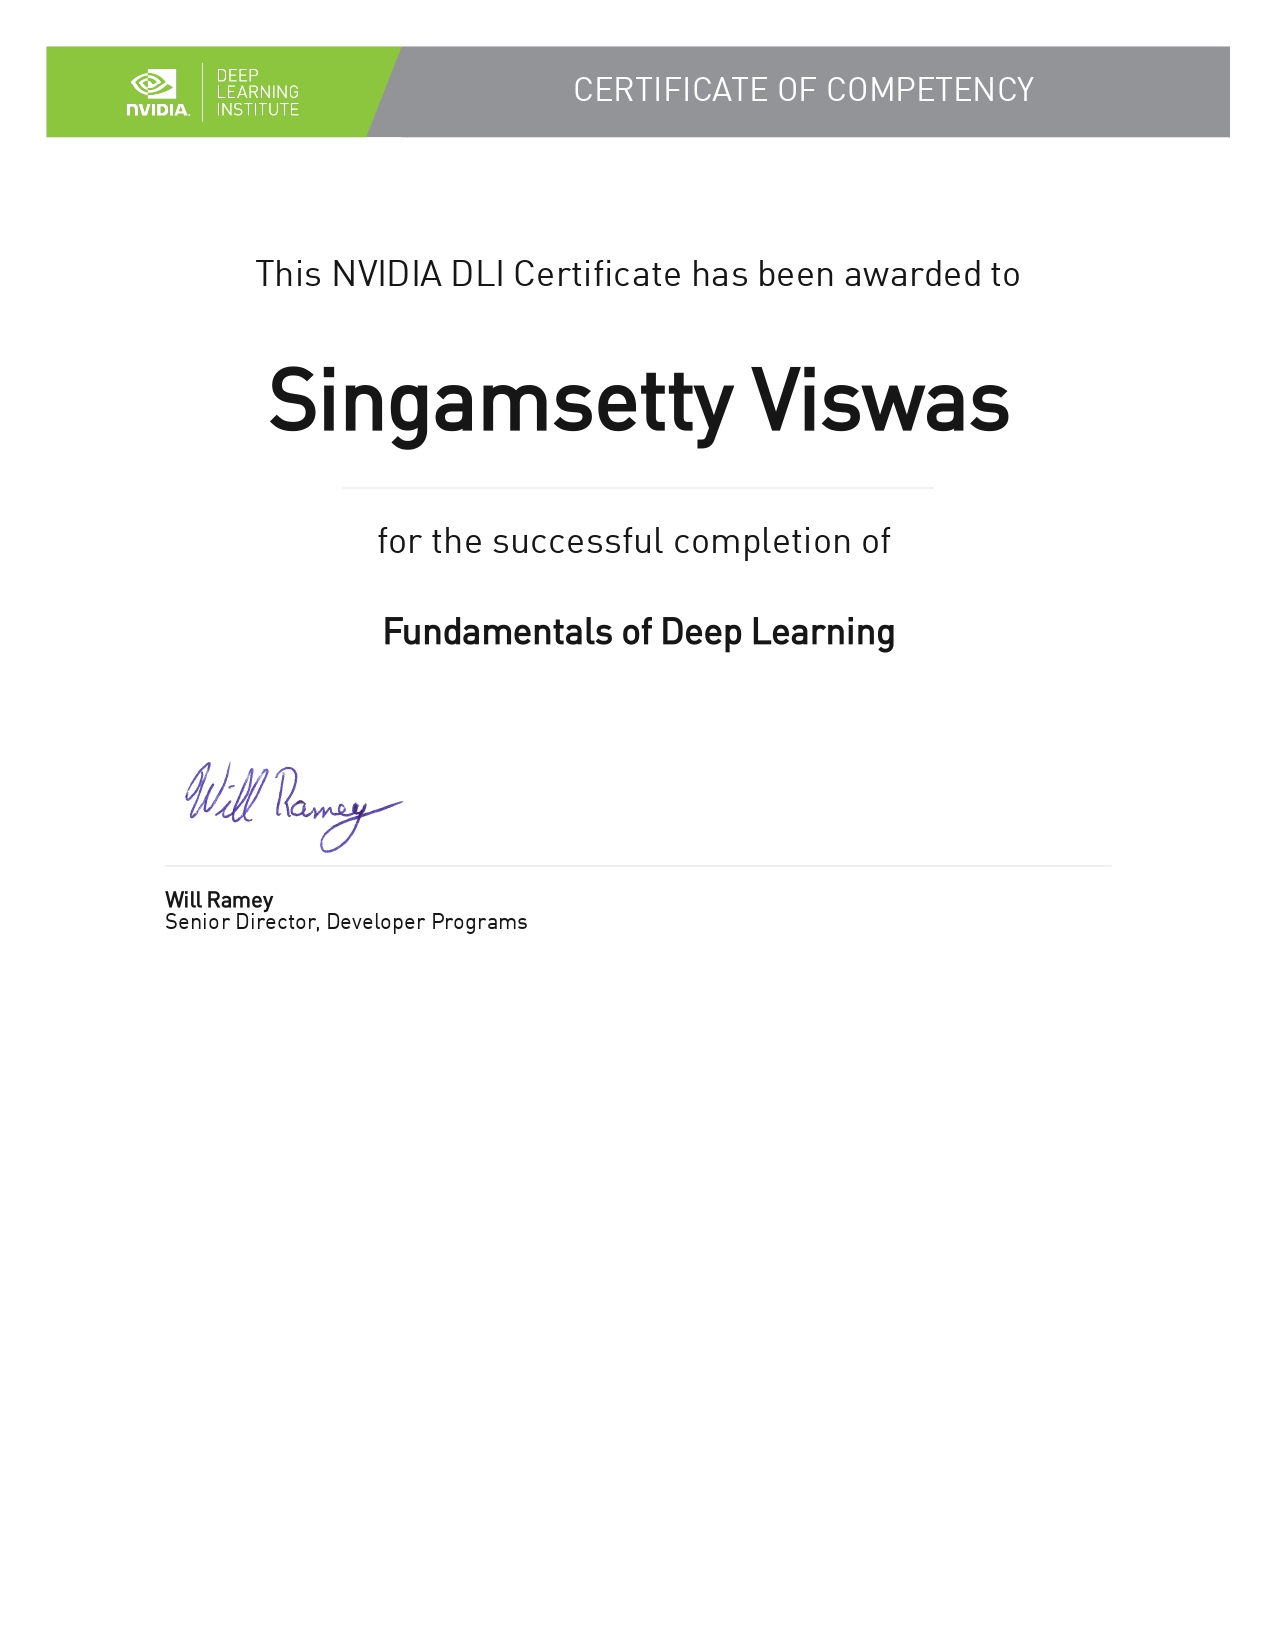 NVIDIA.
DEEP
LEARNING
INSTITUTE
CERTIFICATE OF COMPETENCY
This NVIDIA DLI Certificate has been awarded to
Singamsetty Viswas
for the successful completion of
Fundamentals of Deep Learning
Will Ramey
Will Ramey
Senior Director, Developer Programs